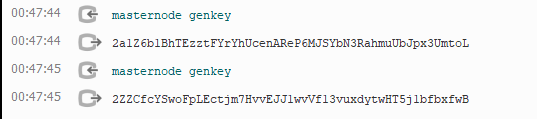 00:47:44 masternode genkey
00:47:44 2a1Z6b1BhTEzztFYrYhUcenAReP6MJSYbN3RahmuUbJpx3UmtoL
00:47:45 masternode genkey
00:47:45 2ZZCfcYSwoFpLEctjm7HvvEJJ1wvVf13vuxdytwHT5j1bfbxfwB